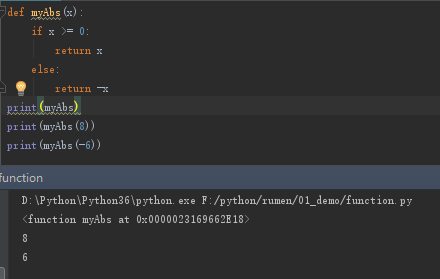 def myAbs(x):
    if x >= 0:
        return x
    else:
        return -x
print(myAbs)
print(myAbs(8))
print(myAbs(-6))
function
D:\Python\Python36\python.exe F:/python/rumen/01_demo/function.py
<function myAbs at 0x0000023169662E18>
8
6